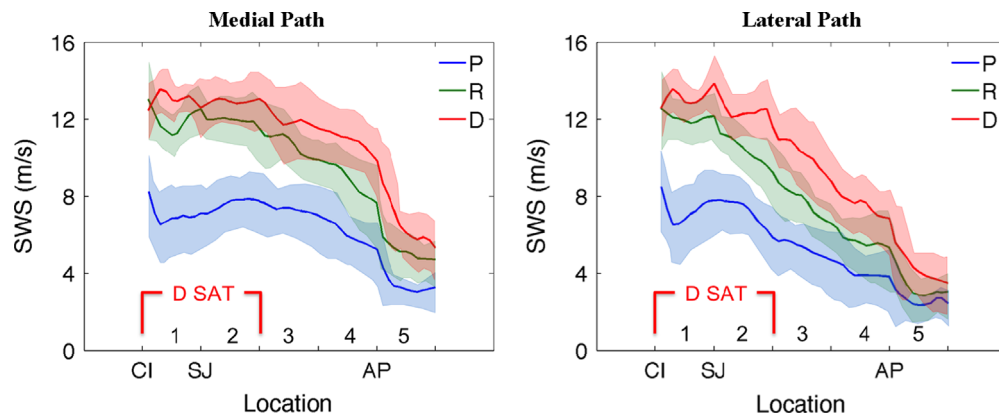 Medial Path
16
12
8
4
0
SWS (m/s)
P
R
D
D SAT
1 2 3 4 5
CI SJ AP
Location
Lateral Path
16
12
8
4
0
SWS (m/s)
P
R
D
D SAT
1 2 3 4 5
CI SJ AP
Location